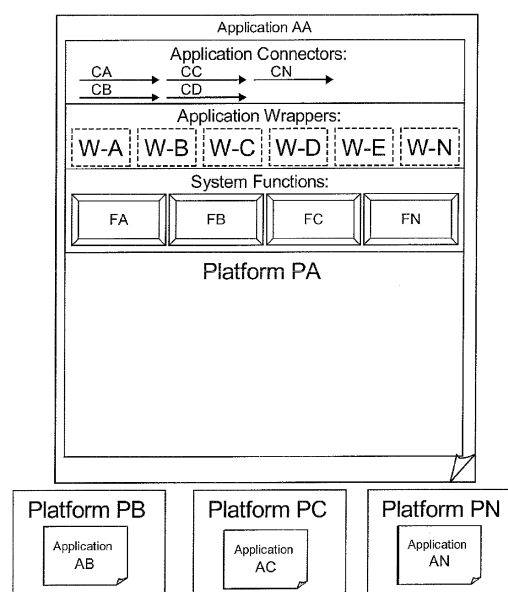 Application AA
Application Connectors:
CA CC CN
CB CD
Application Wrappers:
W-A W-B W-C W-D W-E W-N
System Functions:
FA FB FC FN
Platform PA
Platform PB Platform PC Platform PN
Application Application Application
AB AC AN